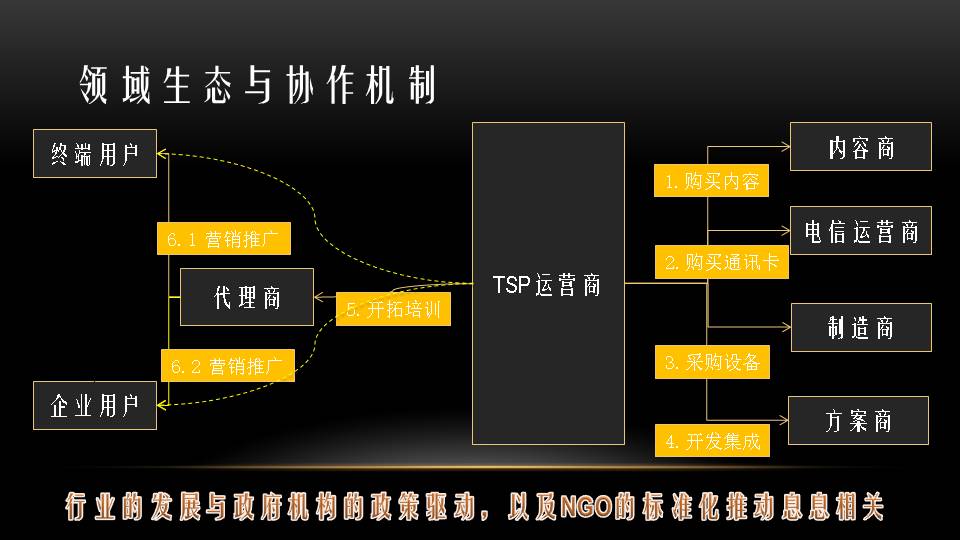 领域生态与协作机制
终端用户
内容商
1.购买内容
6.1 营销推广
电信运营商
2.购买通讯卡
代理商
TSP运营商
5.开拓培训
制造商
6.2 营销推广
3.采购设备
企业用户
方案商
4.开发集成
行业的发展与政府机构的政策驱动，以及NGO的标准化推动息息相关